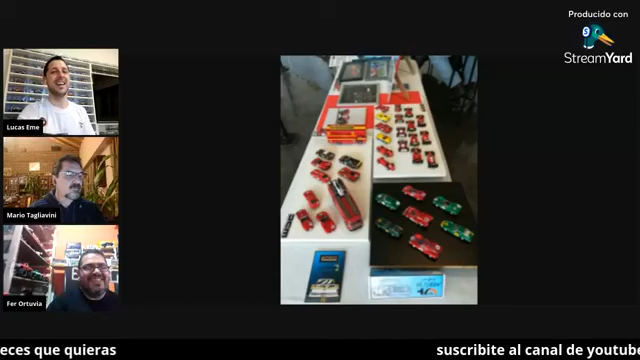 Producido con
StreamYard
Lucas Eme
Mario Tagliavini
Fer Ortuvia
eces que quieras
suscribite al canal de youtube